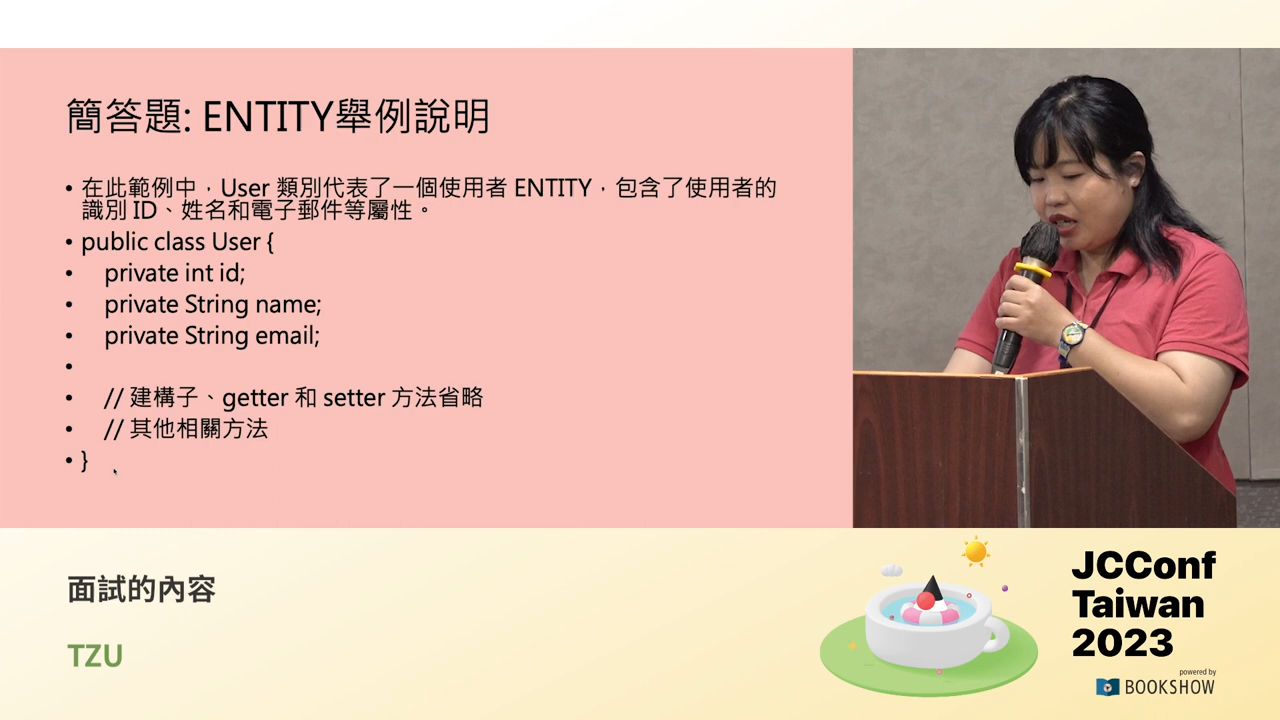 簡答題: ENTITY舉例說明
• 在此範例中，User 類別代表了一個使用者 ENTITY，包含了使用者的
識別 ID、姓名和電子郵件等屬性。
• public class User {
• private int id;
• private String name;
• private String email;
•
• // 建構子、getter 和 setter 方法省略
• // 其他相關方法
• }
面試的內容
TZU
JCConf
Taiwan
2023
powered by
BOOKSHOW